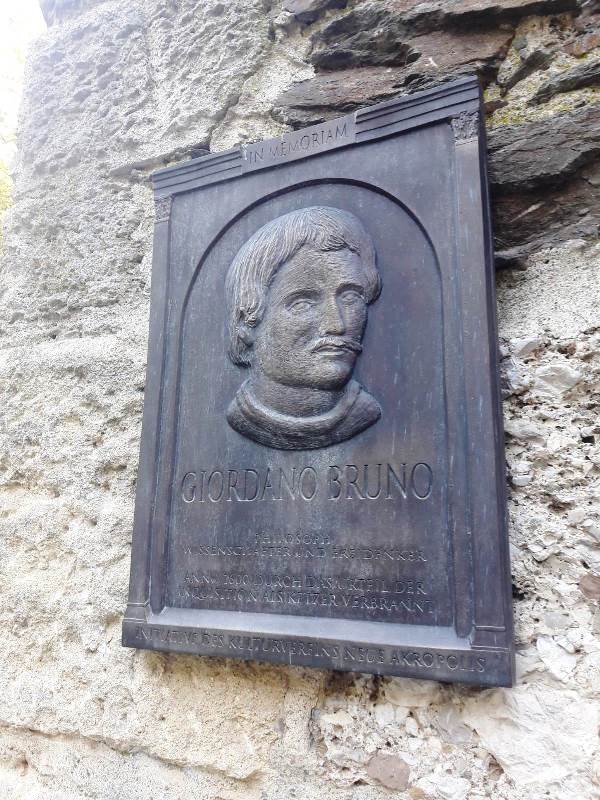 IN MEMORIAM
GIORDANO BRUNO
PHILOSOPH
WISSENSCHAFTER UND FREIDENKER
ANNO 1600 DURCH DAS URTEIL DER
INQUISITION ALS KETZER VERBRANNT
INITIATIVE DES KULTURVEREINS NEUE AKROPOLIS